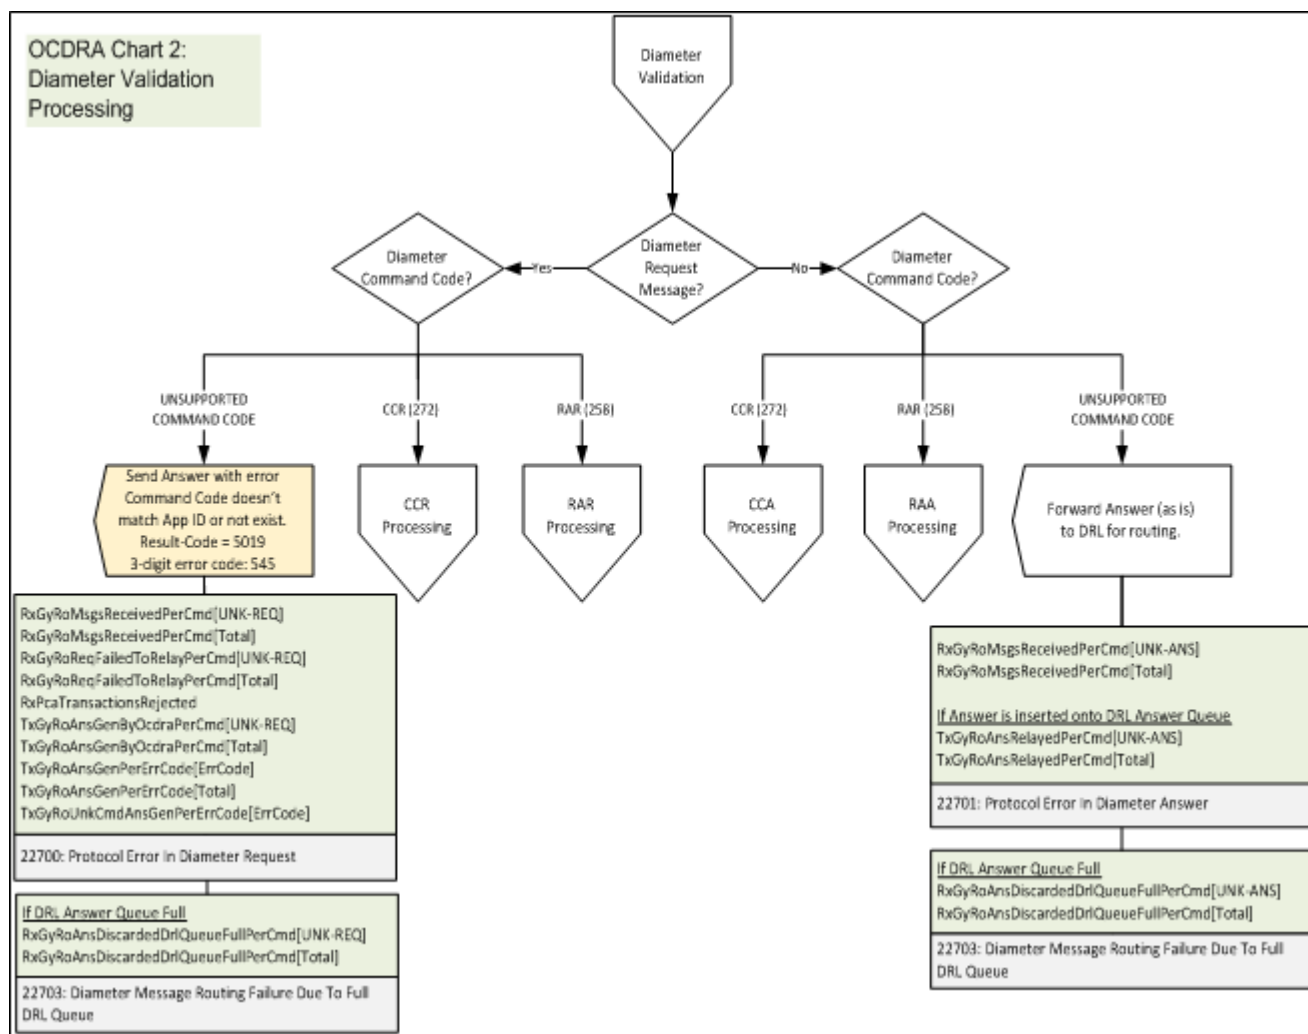 OCDRA Chart 2:
Diameter Validation
Processing
Diameter
Validation
Diameter
Command Code?
Yes
Diameter
Request
Message?
No
Diameter
Command Code?
UNSUPPORTED
COMMAND CODE
CCR (272)
RAR (258)
CCR (272)
RAR (258)
UNSUPPORTED
COMMAND CODE
Send Answer with error
Command Code doesn't
match App ID or not exist.
Result-Code = 5019
3-digit error code: 545
CCR
Processing
RAR
Processing
CCA
Processing
RAA
Processing
Forward Answer (as is)
to DRL for routing.
RxGyRoMsgsReceivedPerCmd[UNK-REQ]
RxGyRoMsgsReceivedPerCmd[Total]
RxGyRoReqFailedToRelayPerCmd[UNK-REQ]
RxGyRoReqFailedToRelayPerCmd[Total]
RxPcaTransactionsRejected
TxGyRoAnsGenByOcdraPerCmd[UNK-REQ]
TxGyRoAnsGenByOcdraPerCmd[Total]
TxGyRoAnsGenPerErrCode[ErrCode]
TxGyRoAnsGenPerErrCode[Total]
TxGyRoUnkCmdAnsGenPerErrCode[ErrCode]
22700: Protocol Error In Diameter Request
If DRL Answer Queue Full
RxGyRoAnsDiscardedDrlQueueFullPerCmd[UNK-REQ]
RxGyRoAnsDiscardedDrlQueueFullPerCmd[Total]
22703: Diameter Message Routing Failure Due To Full
DRL Queue
RxGyRoMsgsReceivedPerCmd[UNK-ANS]
RxGyRoMsgsReceivedPerCmd[Total]
If Answer is inserted onto DRL Answer Queue
TxGyRoAnsRelayedPerCmd[UNK-ANS]
TxGyRoAnsRelayedPerCmd[Total]
22701: Protocol Error In Diameter Answer
If DRL Answer Queue Full
RxGyRoAnsDiscardedDrlQueueFullPerCmd[UNK-ANS]
RxGyRoAnsDiscardedDrlQueueFullPerCmd[Total]
22703: Diameter Message Routing Failure Due To Full
DRL Queue